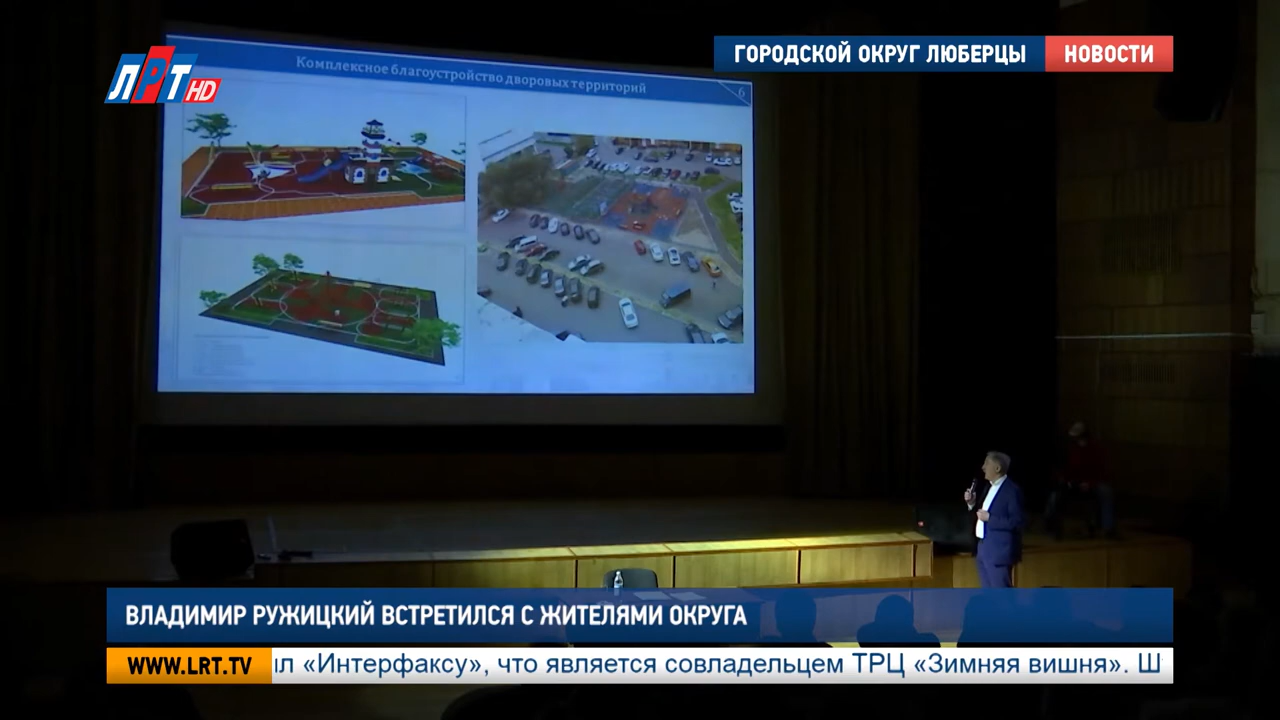 ЛРТ HD
ГОРОДСКОЙ ОКРУГ ЛЮБЕРЦЫ НОВОСТИ
Комплексное благоустройство дворовых территорий
6
ВЛАДИМИР РУЖИЦКИЙ ВСТРЕТИЛСЯ С ЖИТЕЛЯМИ ОКРУГА
WWW.LRT.TV «Интерфаксу», что является совладельцем ТРЦ «Зимняя вишня».